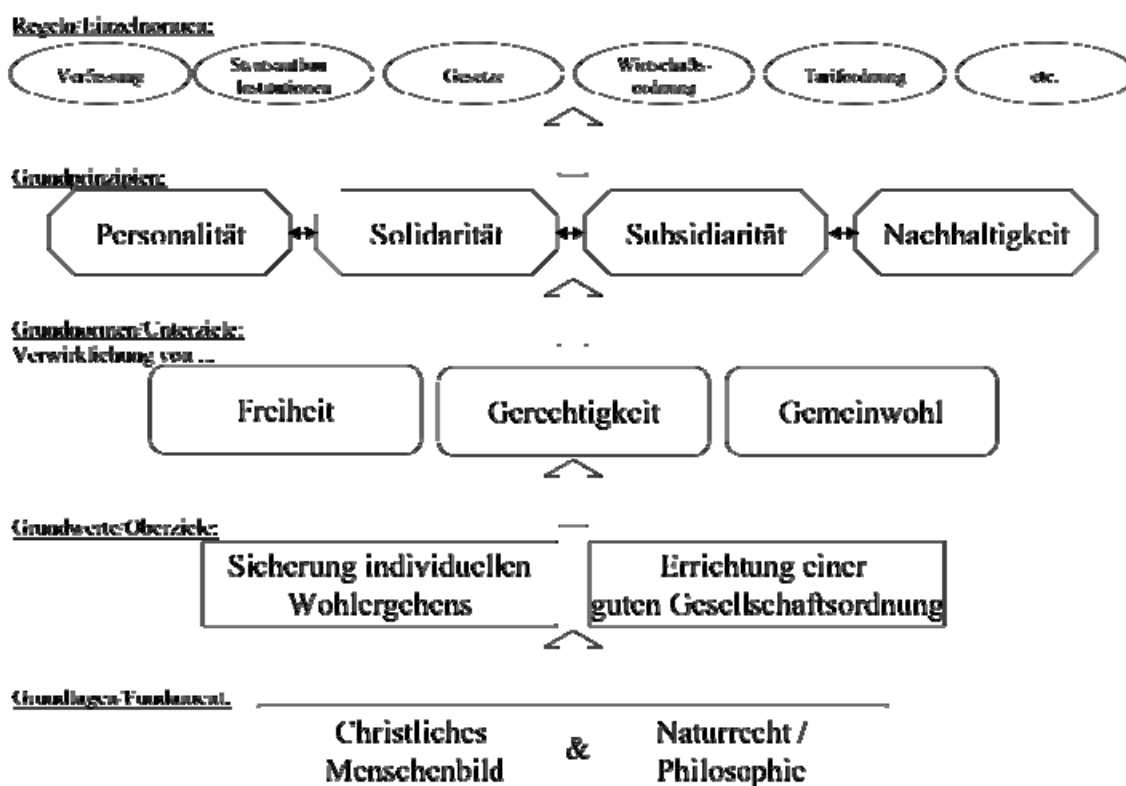 Regeln/Einzelnormen:
Verfassung
Staatsaufbau
Institutionen
Gesetze
Wirtschafts-
ordnung
Tarifordnung
etc.
Grundprinzipien:
Personalität
Solidarität
Subsidiarität
Nachhaltigkeit
Grundnormen/Unterziele:
Verwirklichung von ...
Freiheit
Gerechtigkeit
Gemeinwohl
Grundwerte/Oberziele:
Sicherung individuellen
Wohlergehens
Errichtung einer
guten Gesellschaftsordnung
Grundlagen/Fundament:
Christliches
Menschenbild
&
Naturrecht /
Philosophie